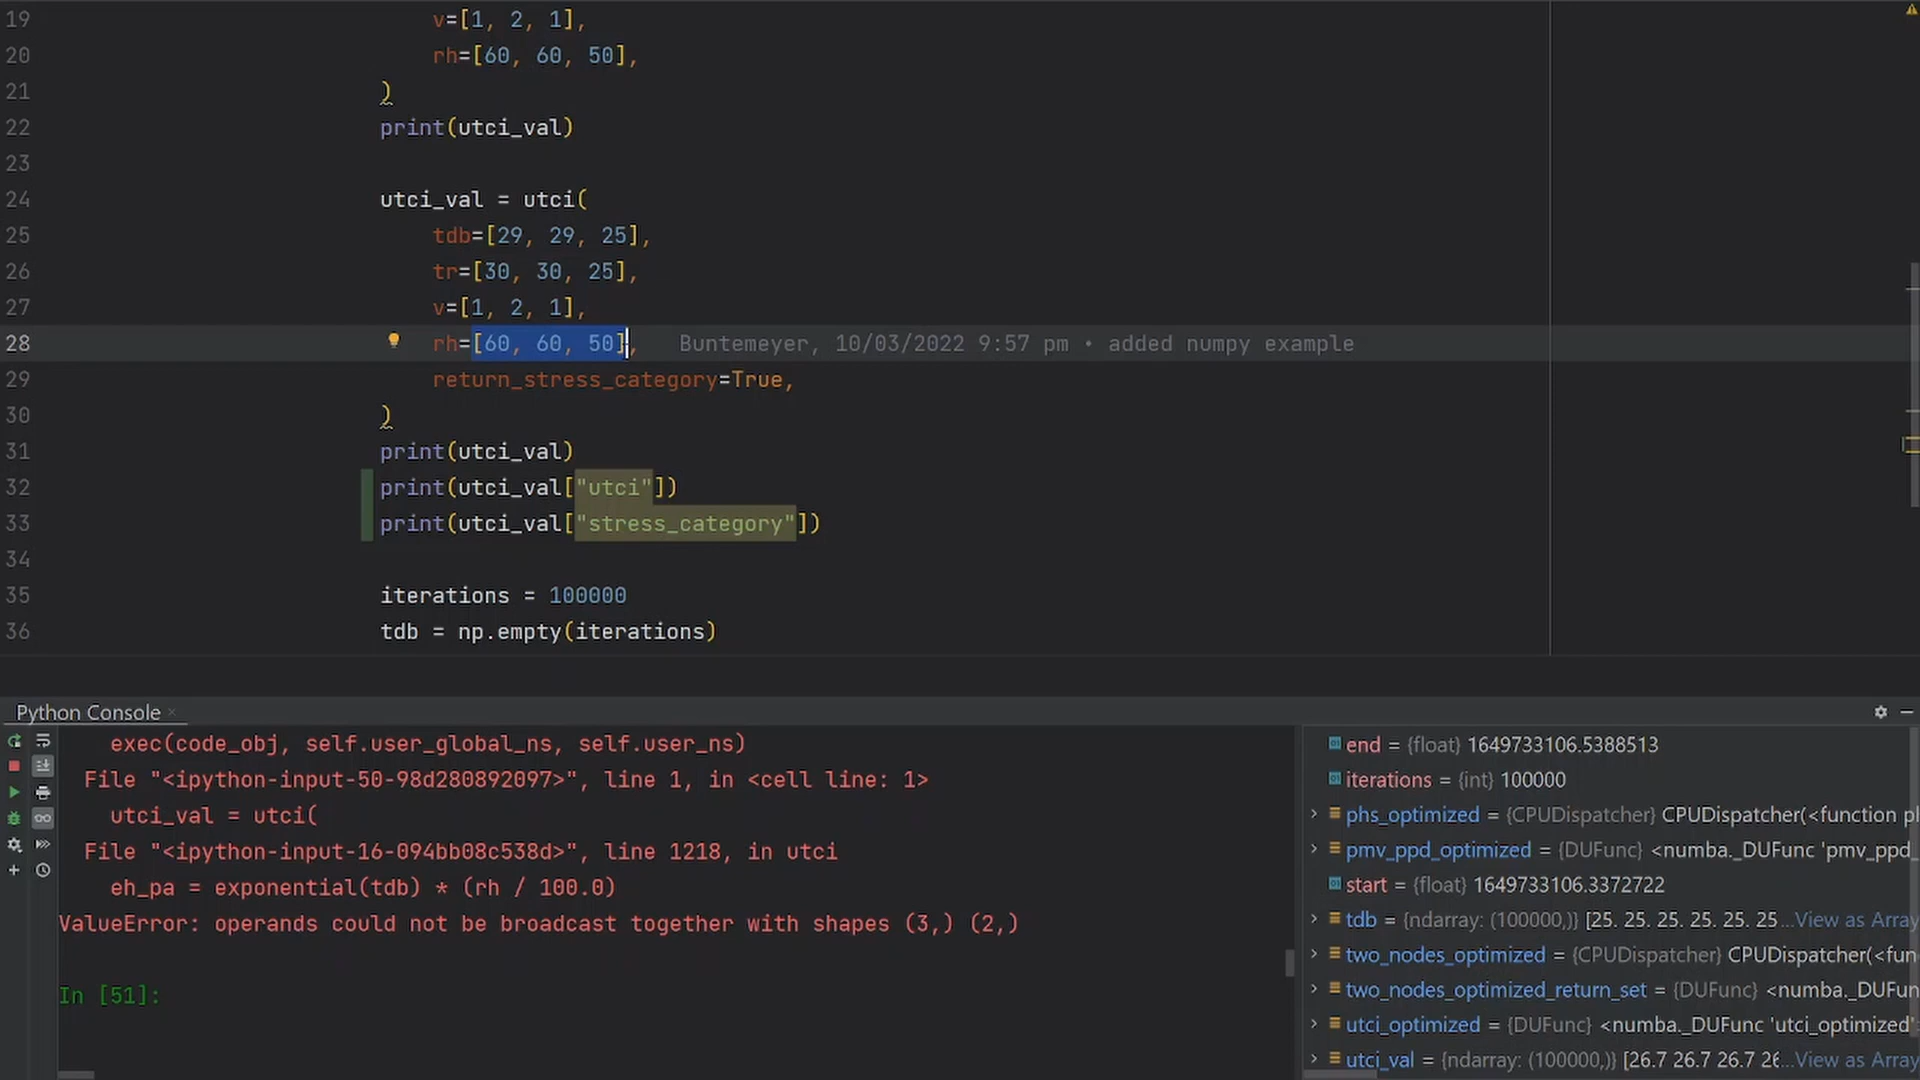 19 v=[1, 2, 1],
20 rh=[60, 60, 50],
21 )
22 print(utci_val)
23
24 utci_val = utci(
25 tdb=[29, 29, 25],
26 tr=[30, 30, 25],
27 v=[1, 2, 1],
28 rh=[60, 60, 50], Buntemeyer, 10/03/2022 9:57 pm • added numpy example
29 return_stress_category=True,
30 )
31 print(utci_val)
32 print(utci_val["utci"])
33 print(utci_val["stress_category"])
34
35 iterations = 100000
36 tdb = np.empty(iterations)
Python Console
exec(code_obj, self.user_global_ns, self.user_ns)
File "<ipython-input-50-98d280892097>", line 1, in <cell line: 1>
utci_val = utci(
File "<ipython-input-16-094bb08c538d>", line 1218, in utci
eh_pa = exponential(tdb) * (rh / 100.0)
ValueError: operands could not be broadcast together with shapes (3,) (2,)
In [51]:
end = {float} 1649733106.5388513
iterations = {int} 100000
phs_optimized = {CPUDispatcher} CPUDispatcher(<function pl
pmv_ppd_optimized = {DUFunc} <numba._DUFunc 'pmv_ppd_
start = {float} 1649733106.3372722
tdb = {ndarray: (100000,)} [25. 25. 25. 25. 25. 25 ...View as Array
two_nodes_optimized = {CPUDispatcher} CPUDispatcher(<fun
two_nodes_optimized_return_set = {DUFunc} <numba._DUFun
utci_optimized = {DUFunc} <numba._DUFunc 'utci_optimized'
utci_val = {ndarray: (100000,)} [26.7 26.7 26.7 26...View as Array